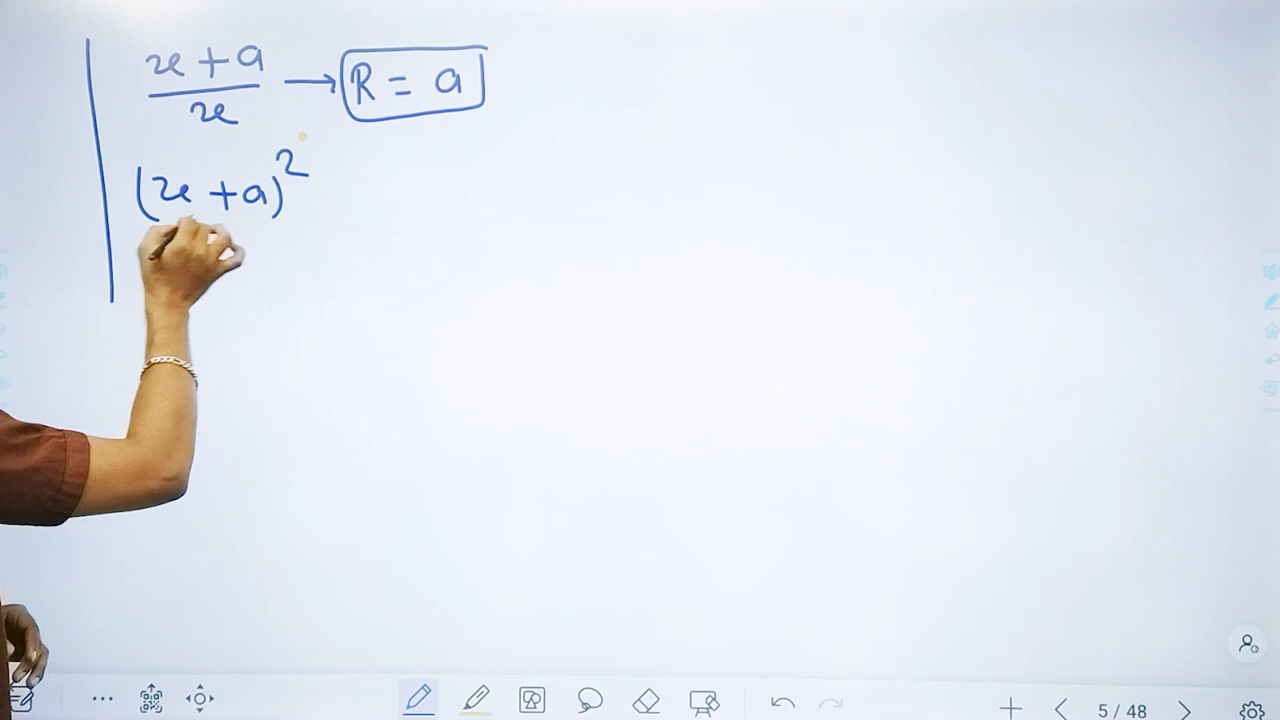 x + a
x
→ R = a
(x + a)²
5 / 48